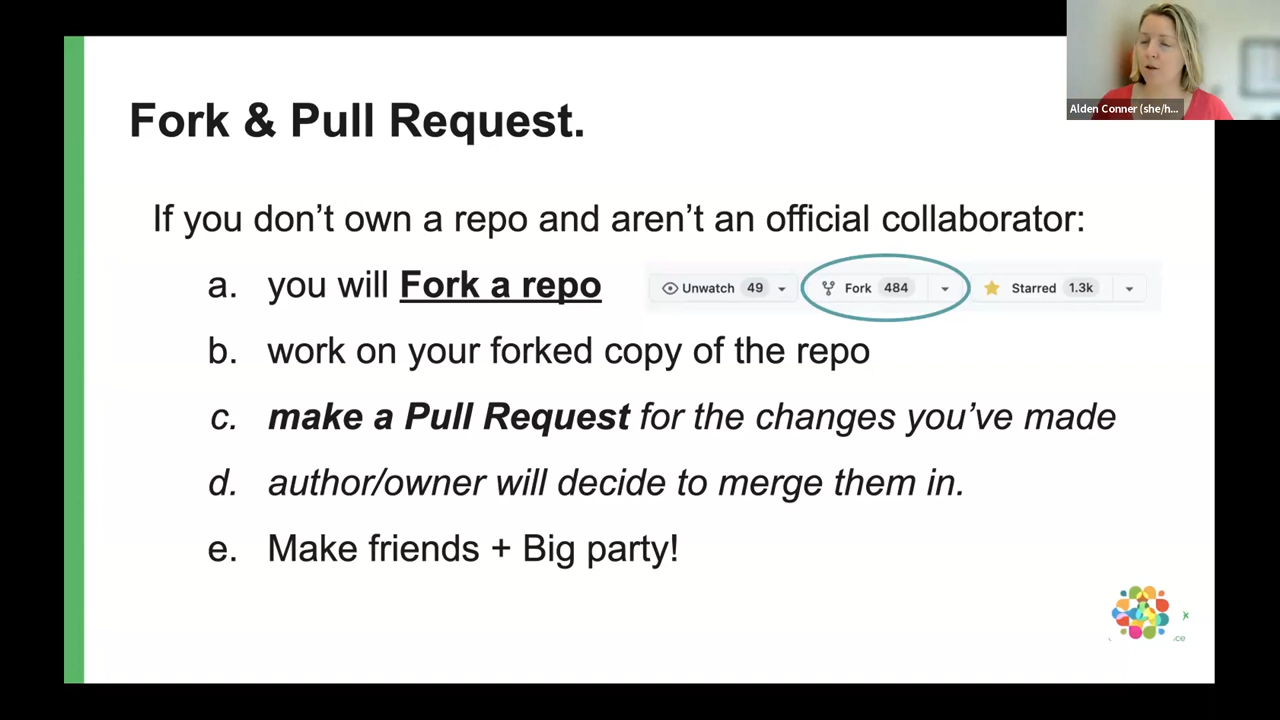 Alden Conner (she/h...
Fork & Pull Request.
If you don't own a repo and aren't an official collaborator:
a. you will Fork a repo
Unwatch 49
Fork 484
Starred 1.3k
b. work on your forked copy of the repo
c. make a Pull Request for the changes you've made
d. author/owner will decide to merge them in.
e. Make friends + Big party!